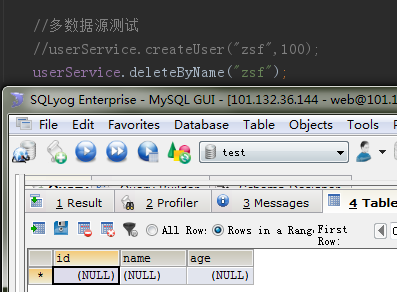 //多数据源测试
//userService.createUser("zsf",100);
userService.deleteByName("zsf");
SQLyog Enterprise - MySQL GUI - [101.132.36.144 - web@101.1
File Edit Favorites Database Table Objects Tools P
test
1 Result 2 Profiler 3 Messages 4 Table
All Row: Rows in a Rang First Row:
id name age
* (NULL) (NULL) (NULL)